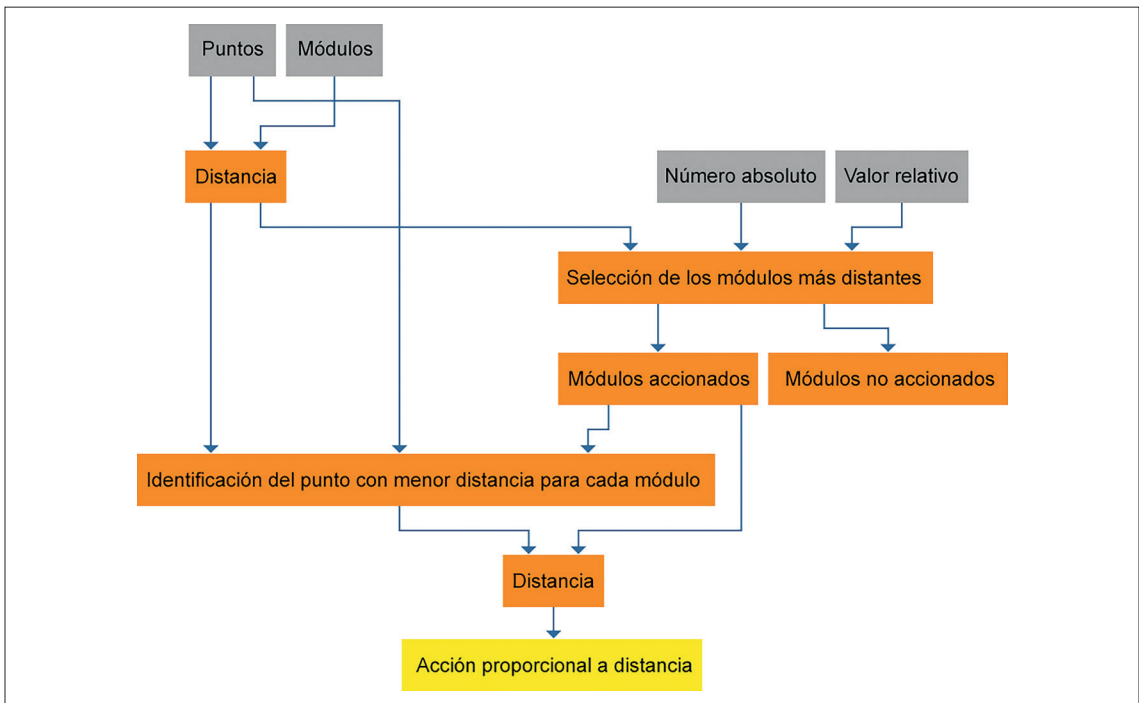 Puntos
Módulos
Distancia
Número absoluto
Valor relativo
Selección de los módulos más distantes
Módulos accionados
Módulos no accionados
Identificación del punto con menor distancia para cada módulo
Distancia
Acción proporcional a distancia